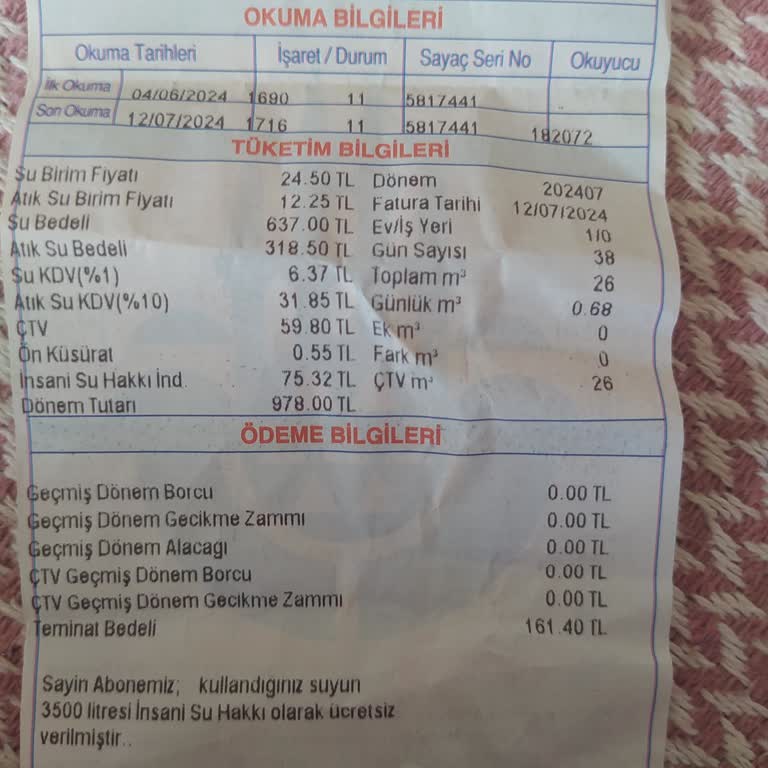 OKUMA BİLGİLERİ
Okuma Tarihleri İşaret / Durum Sayaç Seri No Okuyucu
İlk Okuma 04/06/2024 1690 11 5817441
Son Okuma 12/07/2024 1716 11 5817441 182072
TÜKETİM BİLGİLERİ
Su Birim Fiyatı 24.50 TL Dönem 202407
Atık Su Birim Fiyatı 12.25 TL Fatura Tarihi 12/07/2024
Su Bedeli 637.00 TL Ev/İş Yeri 1/0
Atık Su Bedeli 318.50 TL Gün Sayısı 38
Su KDV(%1) 6.37 TL Toplam m³ 26
Atık Su KDV(%10) 31.85 TL Günlük m³ 0.68
ÇTV 59.80 TL Ek m³ 0
Ön Küsürat 0.55 TL Fark m³ 0
İnsani Su Hakkı İnd. 75.32 TL ÇTV m³ 26
Dönem Tutarı 978.00 TL
ÖDEME BİLGİLERİ
Geçmiş Dönem Borcu 0.00 TL
Geçmiş Dönem Gecikme Zammı 0.00 TL
Geçmiş Dönem Alacağı 0.00 TL
ÇTV Geçmiş Dönem Borcu 0.00 TL
ÇTV Geçmiş Dönem Gecikme Zammı 0.00 TL
Teminat Bedeli 161.40 TL
Sayin Abonemiz; kullandığınız suyun
3500 litresi İnsani Su Hakkı olarak ücretsiz
verilmiştir..